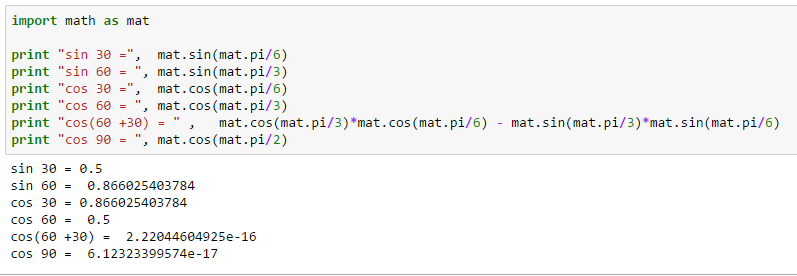 import math as mat
print "sin 30 =",  mat.sin(mat.pi/6)
print "sin 60 = ", mat.sin(mat.pi/3)
print "cos 30 =",  mat.cos(mat.pi/6)
print "cos 60 = ", mat.cos(mat.pi/3)
print "cos(60 +30) = " ,   mat.cos(mat.pi/3)*mat.cos(mat.pi/6) - mat.sin(mat.pi/3)*mat.sin(mat.pi/6)
print "cos 90 = ", mat.cos(mat.pi/2)
sin 30 = 0.5
sin 60 =  0.866025403784
cos 30 = 0.866025403784
cos 60 =  0.5
cos(60 +30) =  2.22044604925e-16
cos 90 =  6.12323399574e-17